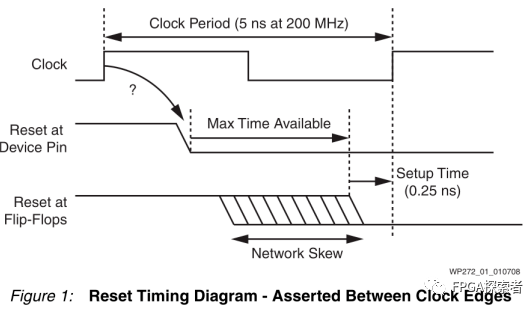 Clock Period (5 ns at 200 MHz)
Clock
?
Reset at
Device Pin
Max Time Available
Setup Time
(0.25 ns)
Reset at
Flip-Flops
Network Skew
WP272_01_010708
Figure 1: Reset Timing Diagram - Asserted Between Clock Edges
FPGA探索者